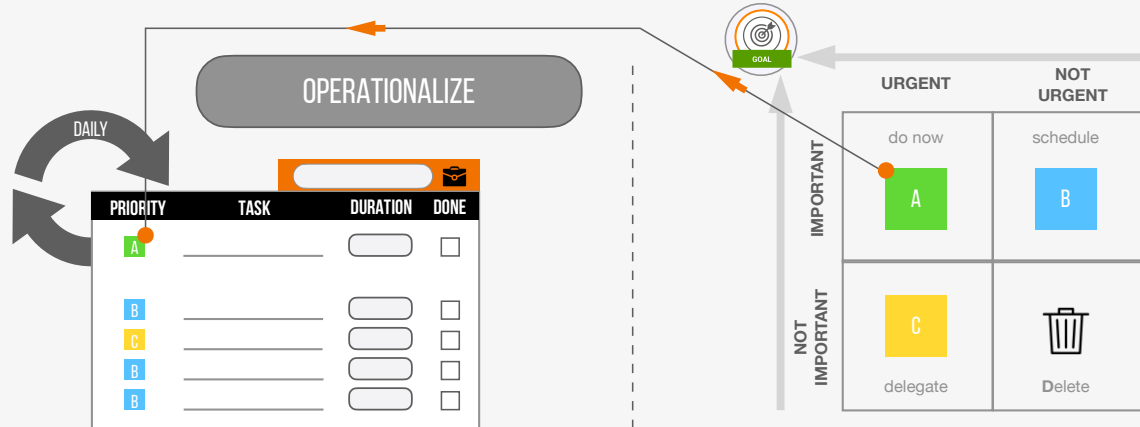 OPERATIONALIZE
DAILY
PRIORITY TASK DURATION DONE
A
B
C
B
B
GOAL
URGENT
NOT
URGENT
IMPORTANT
do now
A
schedule
B
NOT
IMPORTANT
C
delegate
Delete